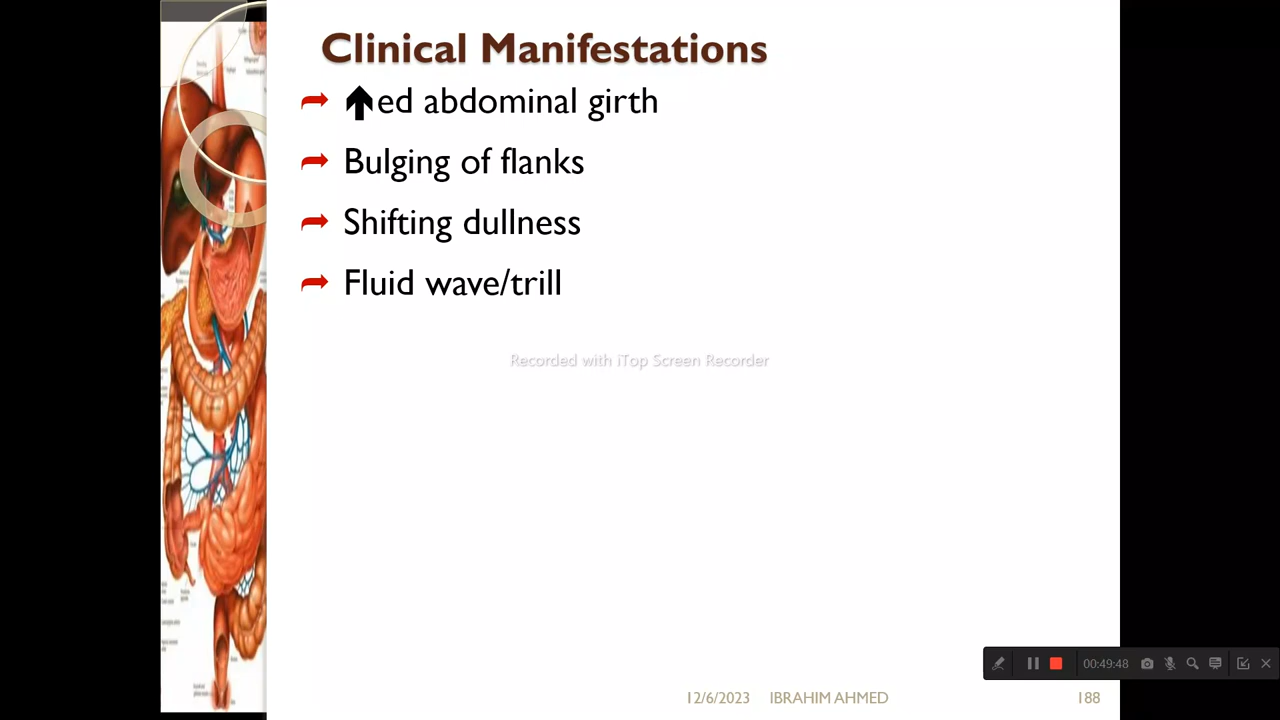 Clinical Manifestations
⬆ed abdominal girth
Bulging of flanks
Shifting dullness
Fluid wave/trill
Recorded with iTop Screen Recorder
00:49:48
12/6/2023 IBRAHIM AHMED 188